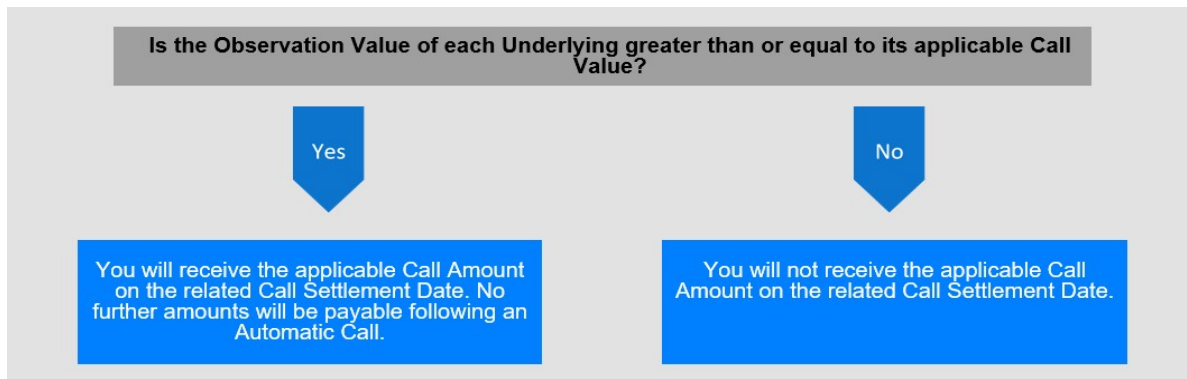 Is the Observation Value of each Underlying greater than or equal to its applicable Call
Value?
Yes
No
You will receive the applicable Call Amount
on the related Call Settlement Date. No
further amounts will be payable following an
Automatic Call.
You will not receive the applicable Call
Amount on the related Call Settlement Date.